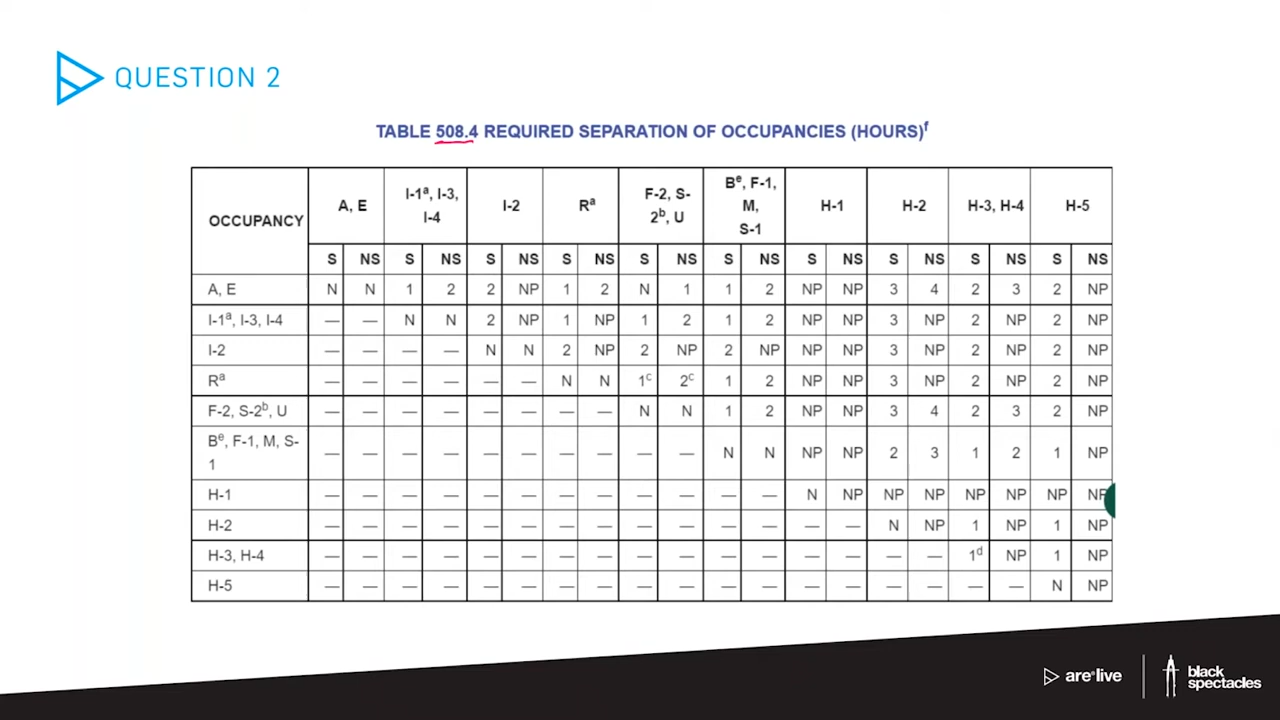 QUESTION 2
TABLE 508.4 REQUIRED SEPARATION OF OCCUPANCIES (HOURS)f
OCCUPANCY A, E I-1a, I-3, I-4 I-2 Ra F-2, S-2b, U Be, F-1, M, S-1 H-1 H-2 H-3, H-4 H-5
S NS S NS S NS S NS S NS S NS S NS S NS S NS S NS
A, E N N 1 2 2 NP 1 2 N 1 1 2 NP NP 3 4 2 3 2 NP
I-1a, I-3, I-4 — — N N 2 NP 1 NP 1 2 1 2 NP NP 3 NP 2 NP 2 NP
I-2 — — — — N N 2 NP 2 NP 2 NP NP NP 3 NP 2 NP 2 NP
Ra — — — — — — N N 1c 2c 1 2 NP NP 3 NP 2 NP 2 NP
F-2, S-2b, U — — — — — — — — N N 1 2 NP NP 3 4 2 3 2 NP
Be, F-1, M, S-1 — — — — — — — — — — N N NP NP 2 3 1 2 1 NP
H-1 — — — — — — — — — — — — N NP NP NP NP NP NP NP
H-2 — — — — — — — — — — — — — — N NP 1 NP 1 NP
H-3, H-4 — — — — — — — — — — — — — — — — 1d NP 1 NP
H-5 — — — — — — — — — — — — — — — — — — N NP
are live
black
spectacles